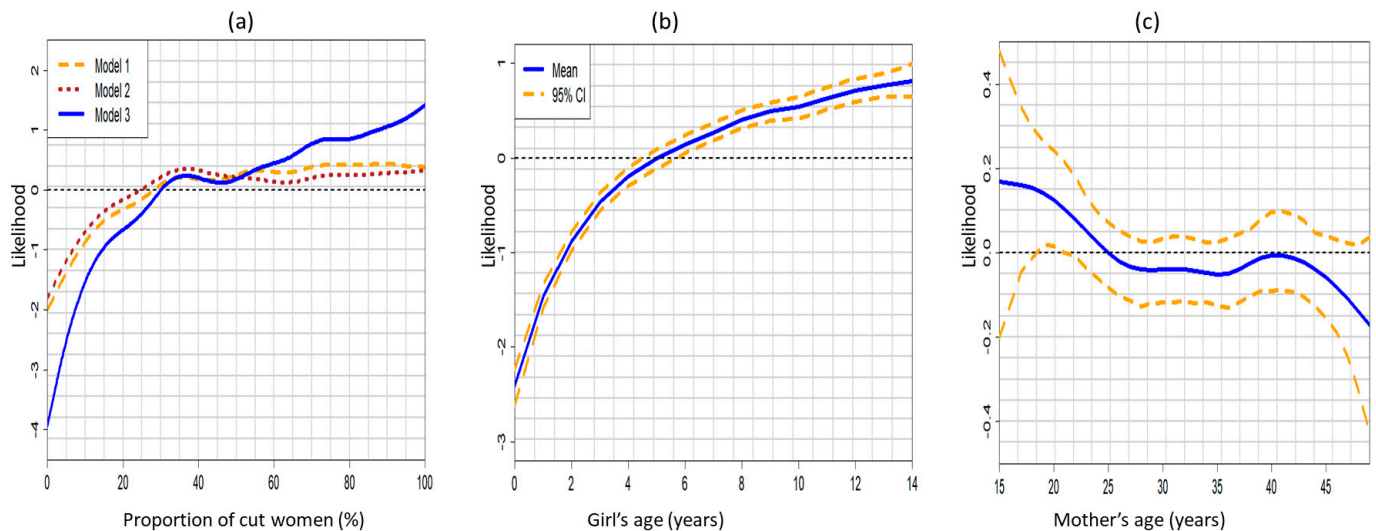 (a)
Model 1
Model 2
Model 3
Likelihood
2
1
0
-1
-2
-3
-4
0 20 40 60 80 100
Proportion of cut women (%)
(b)
Mean
95% CI
Likelihood
1
0
-1
-2
-3
0 2 4 6 8 10 12 14
Girl's age (years)
(c)
Likelihood
0.4
0.2
0.0
-0.2
-0.4
15 20 25 30 35 40 45
Mother's age (years)